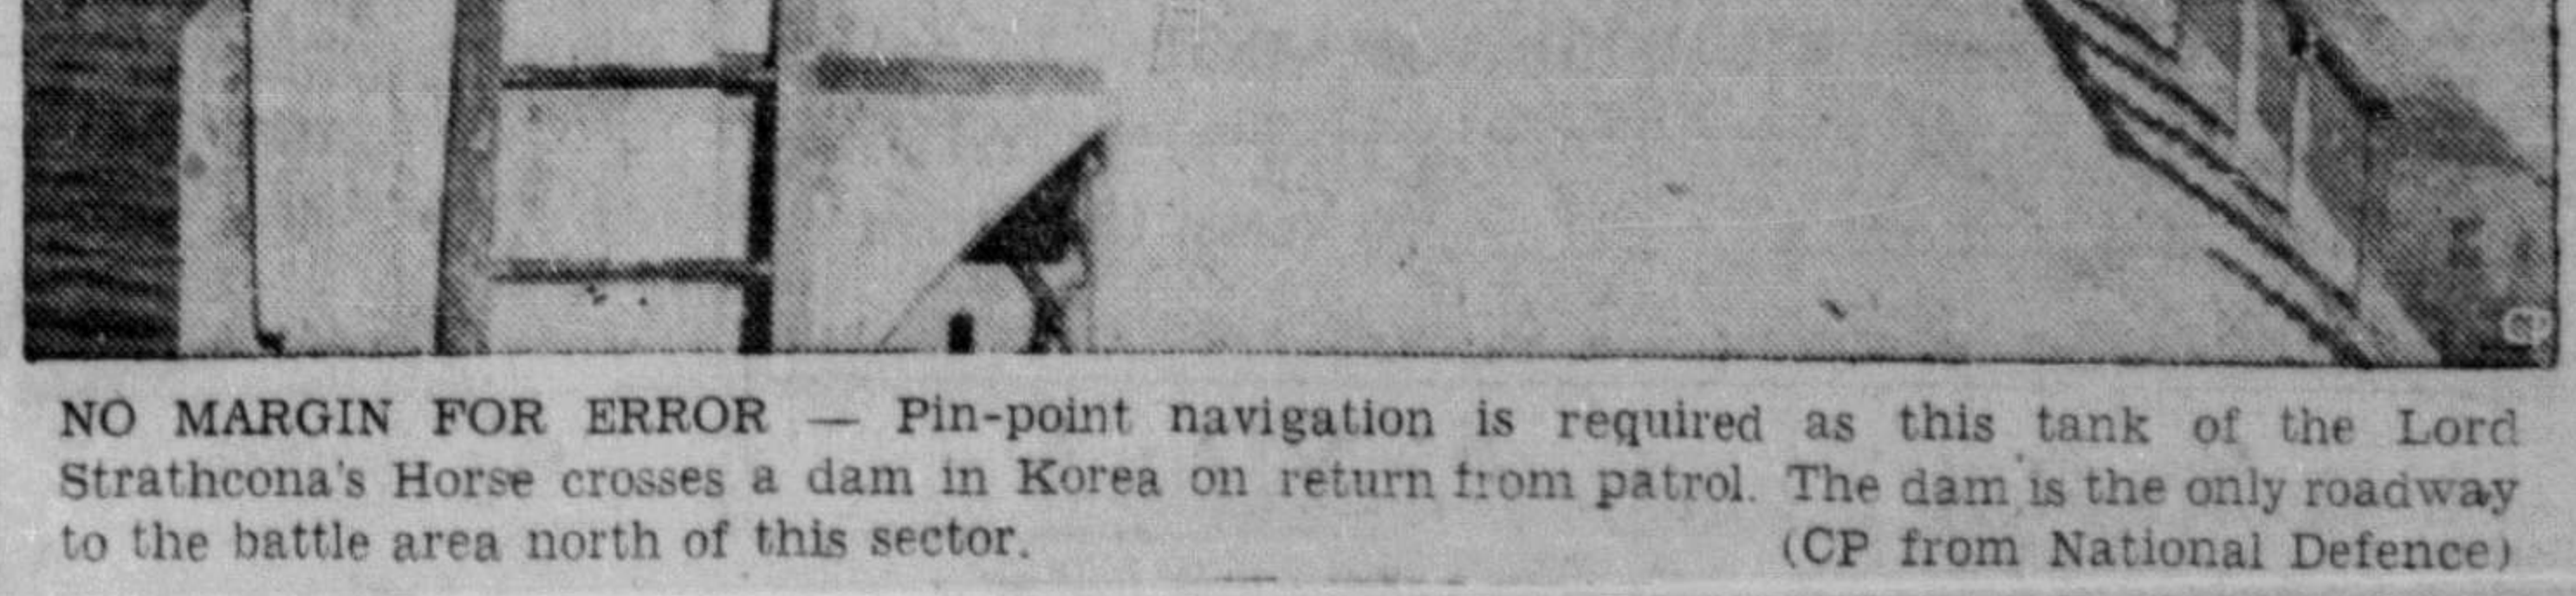 CP
NO MARGIN FOR ERROR — Pin-point navigation is required as this tank of the Lord
Strathcona's Horse crosses a dam in Korea on return from patrol. The dam is the only roadway
to the battle area north of this sector. (CP from National Defence)